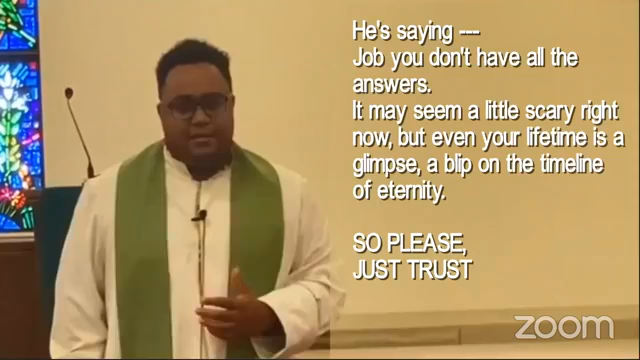 He's saying ---
Job you don't have all the
answers.
It may seem a little scary right
now, but even your lifetime is a
glimpse, a blip on the timeline
of eternity.
SO PLEASE,
JUST TRUST
zoom